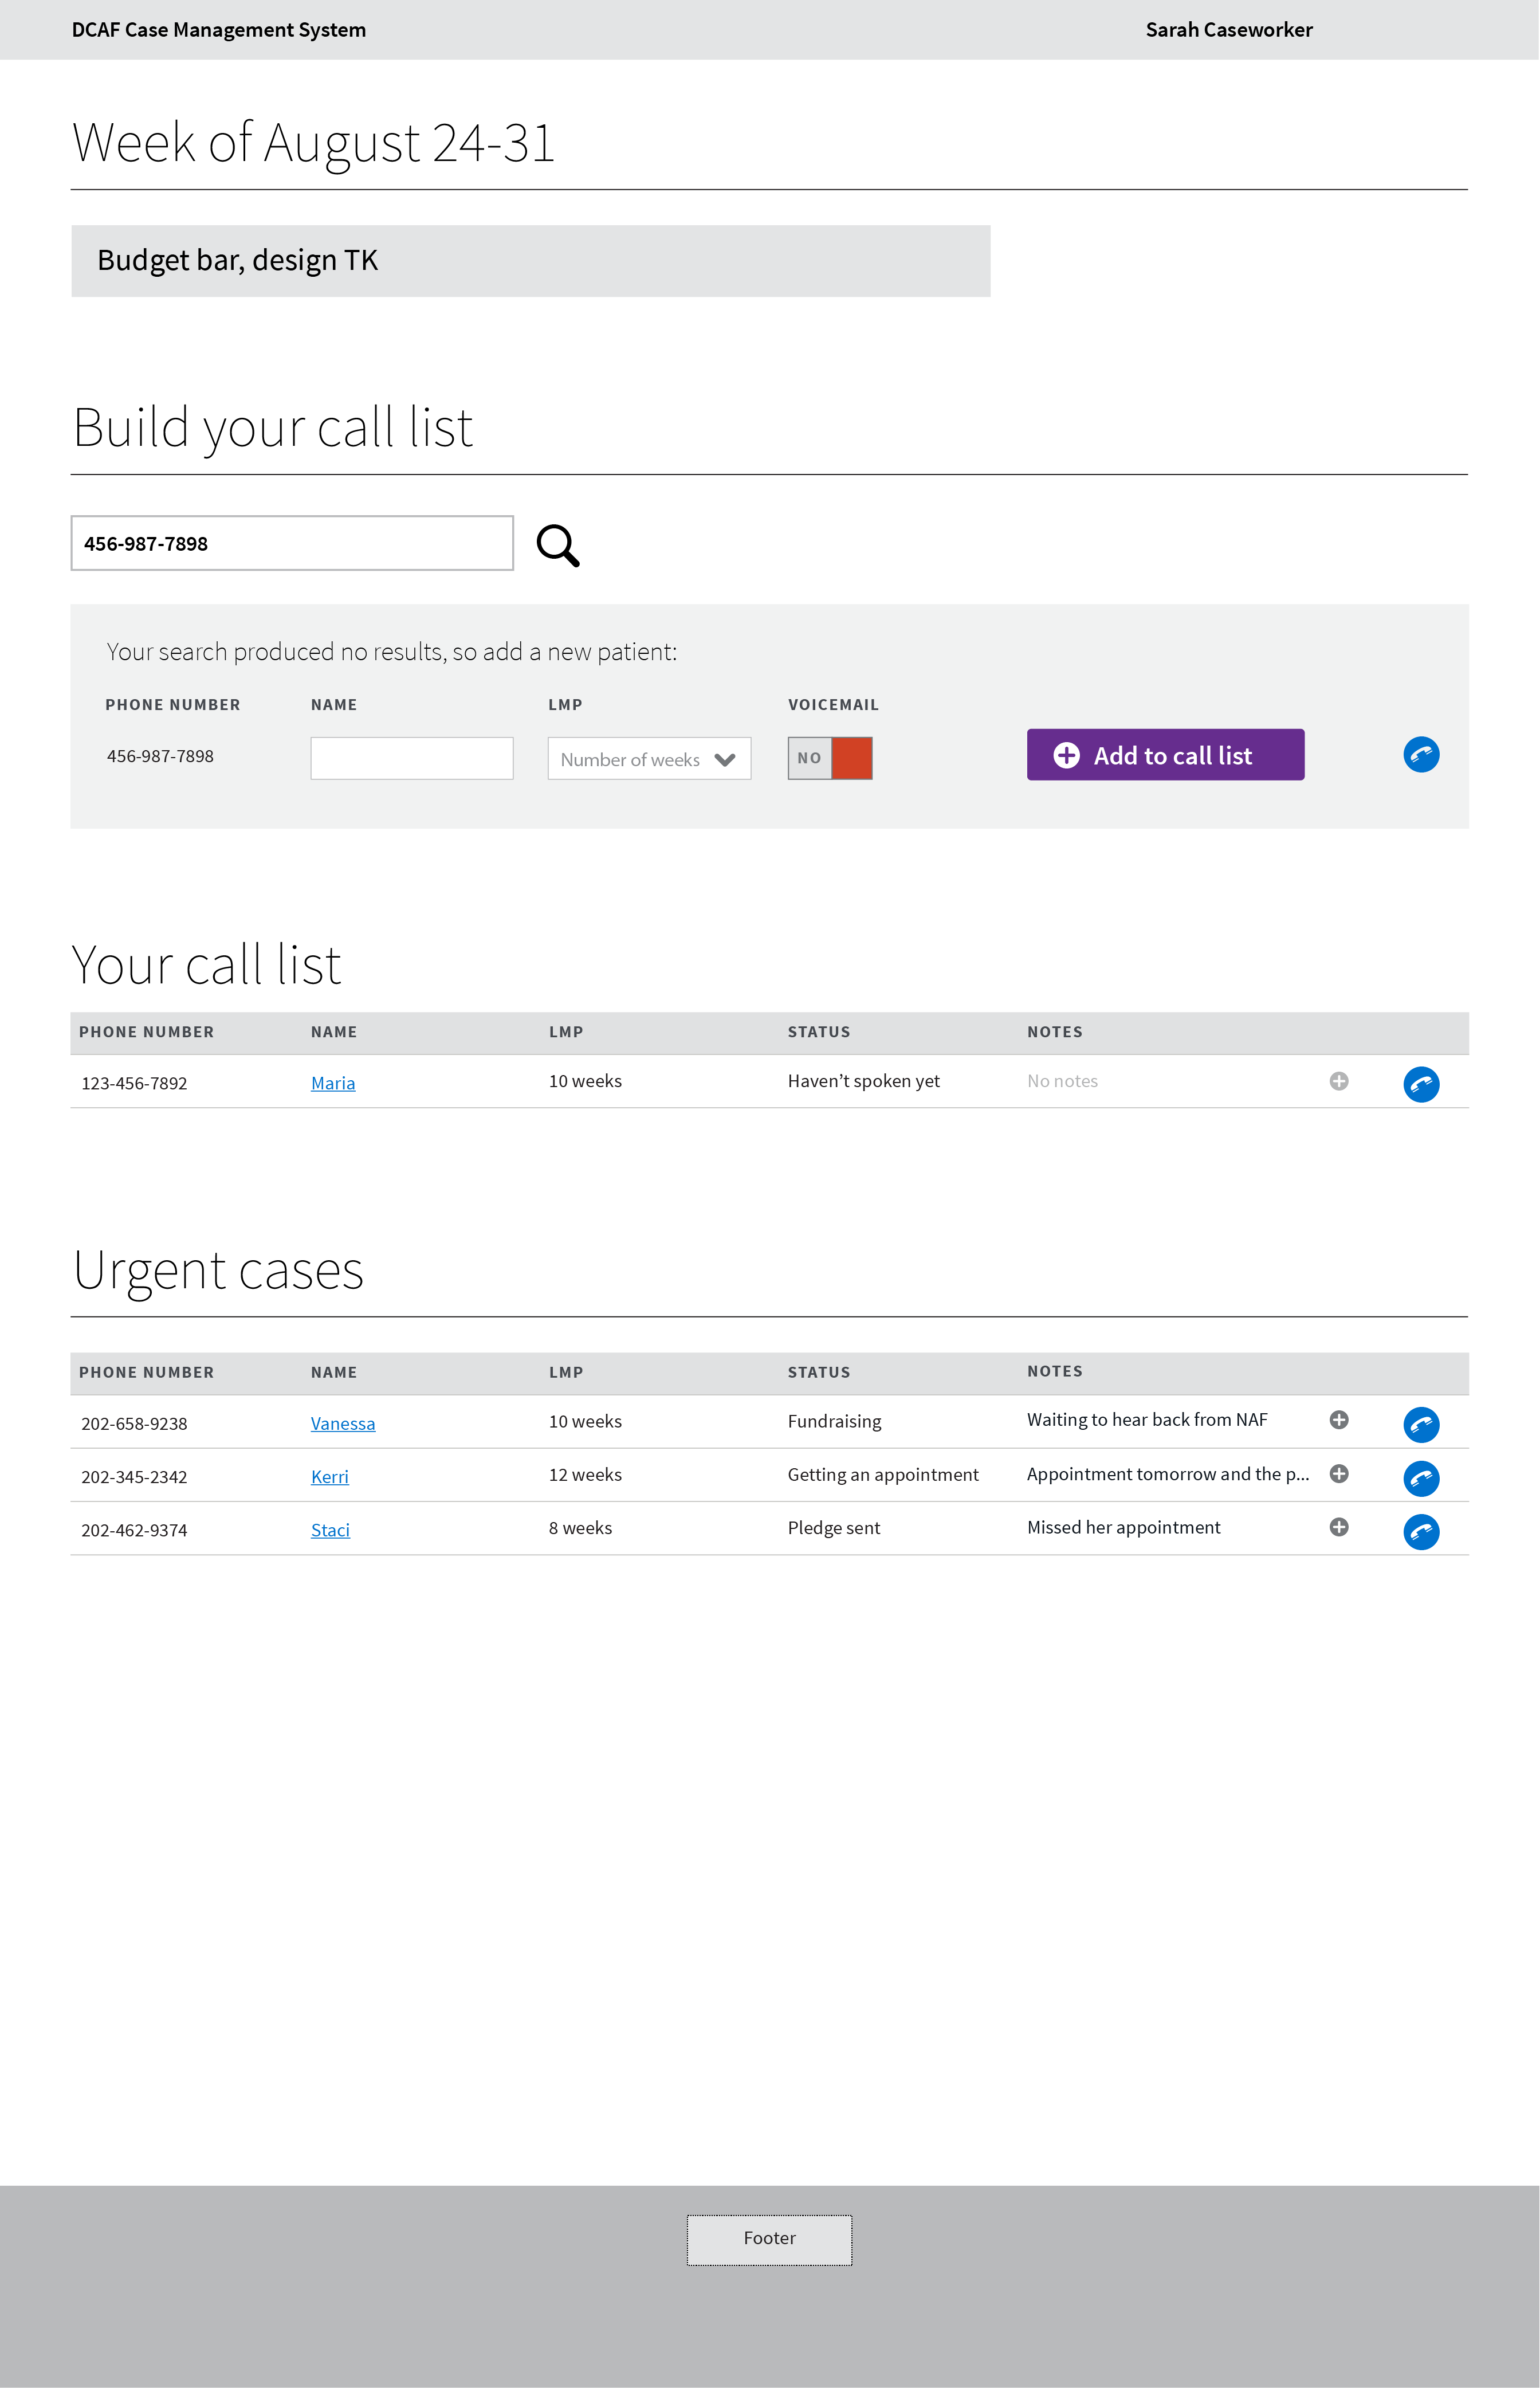 DCAF Case Management System Sarah Caseworker
Week of August 24-31
Budget bar, design TK
Build your call list
456-987-7898
Your search produced no results, so add a new patient:
PHONE NUMBER NAME LMP VOICEMAIL
456-987-7898 Number of weeks NO Add to call list
Your call list
PHONE NUMBER NAME LMP STATUS NOTES
123-456-7892 Maria 10 weeks Haven’t spoken yet No notes
Urgent cases
PHONE NUMBER NAME LMP STATUS NOTES
202-658-9238 Vanessa 10 weeks Fundraising Waiting to hear back from NAF
202-345-2342 Kerri 12 weeks Getting an appointment Appointment tomorrow and the p...
202-462-9374 Staci 8 weeks Pledge sent Missed her appointment
Footer